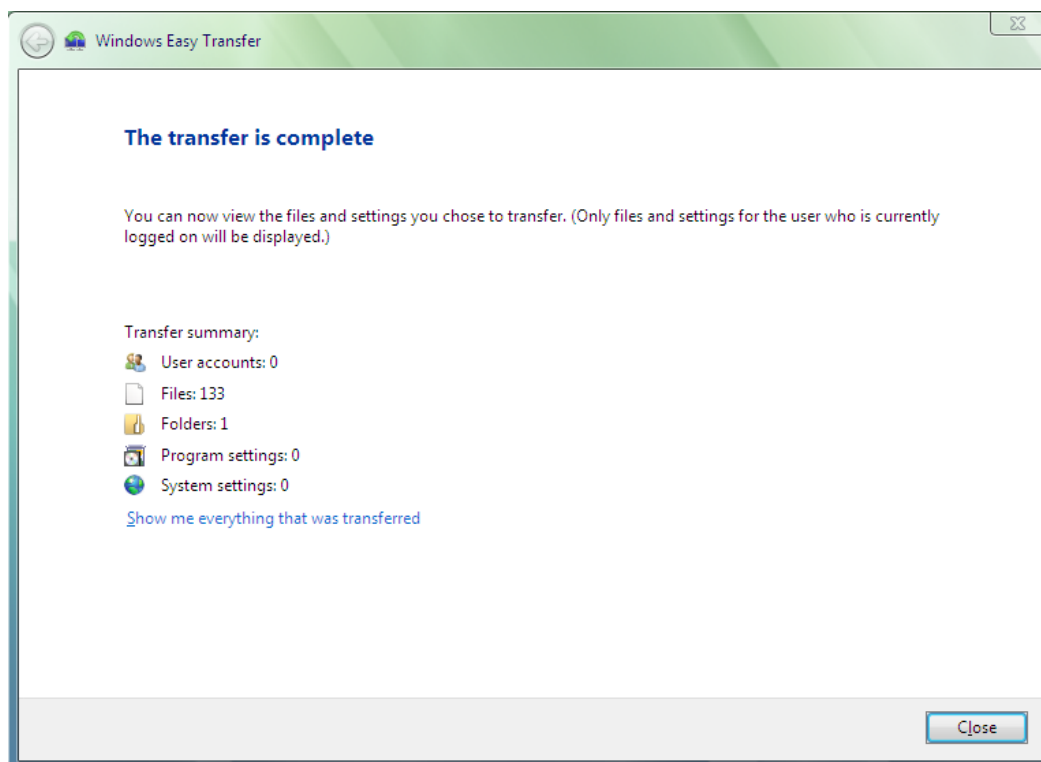 Windows Easy Transfer
The transfer is complete
You can now view the files and settings you chose to transfer. (Only files and settings for the user who is currently
logged on will be displayed.)
Transfer summary:
User accounts: 0
Files: 133
Folders: 1
Program settings: 0
System settings: 0
Show me everything that was transferred
Close